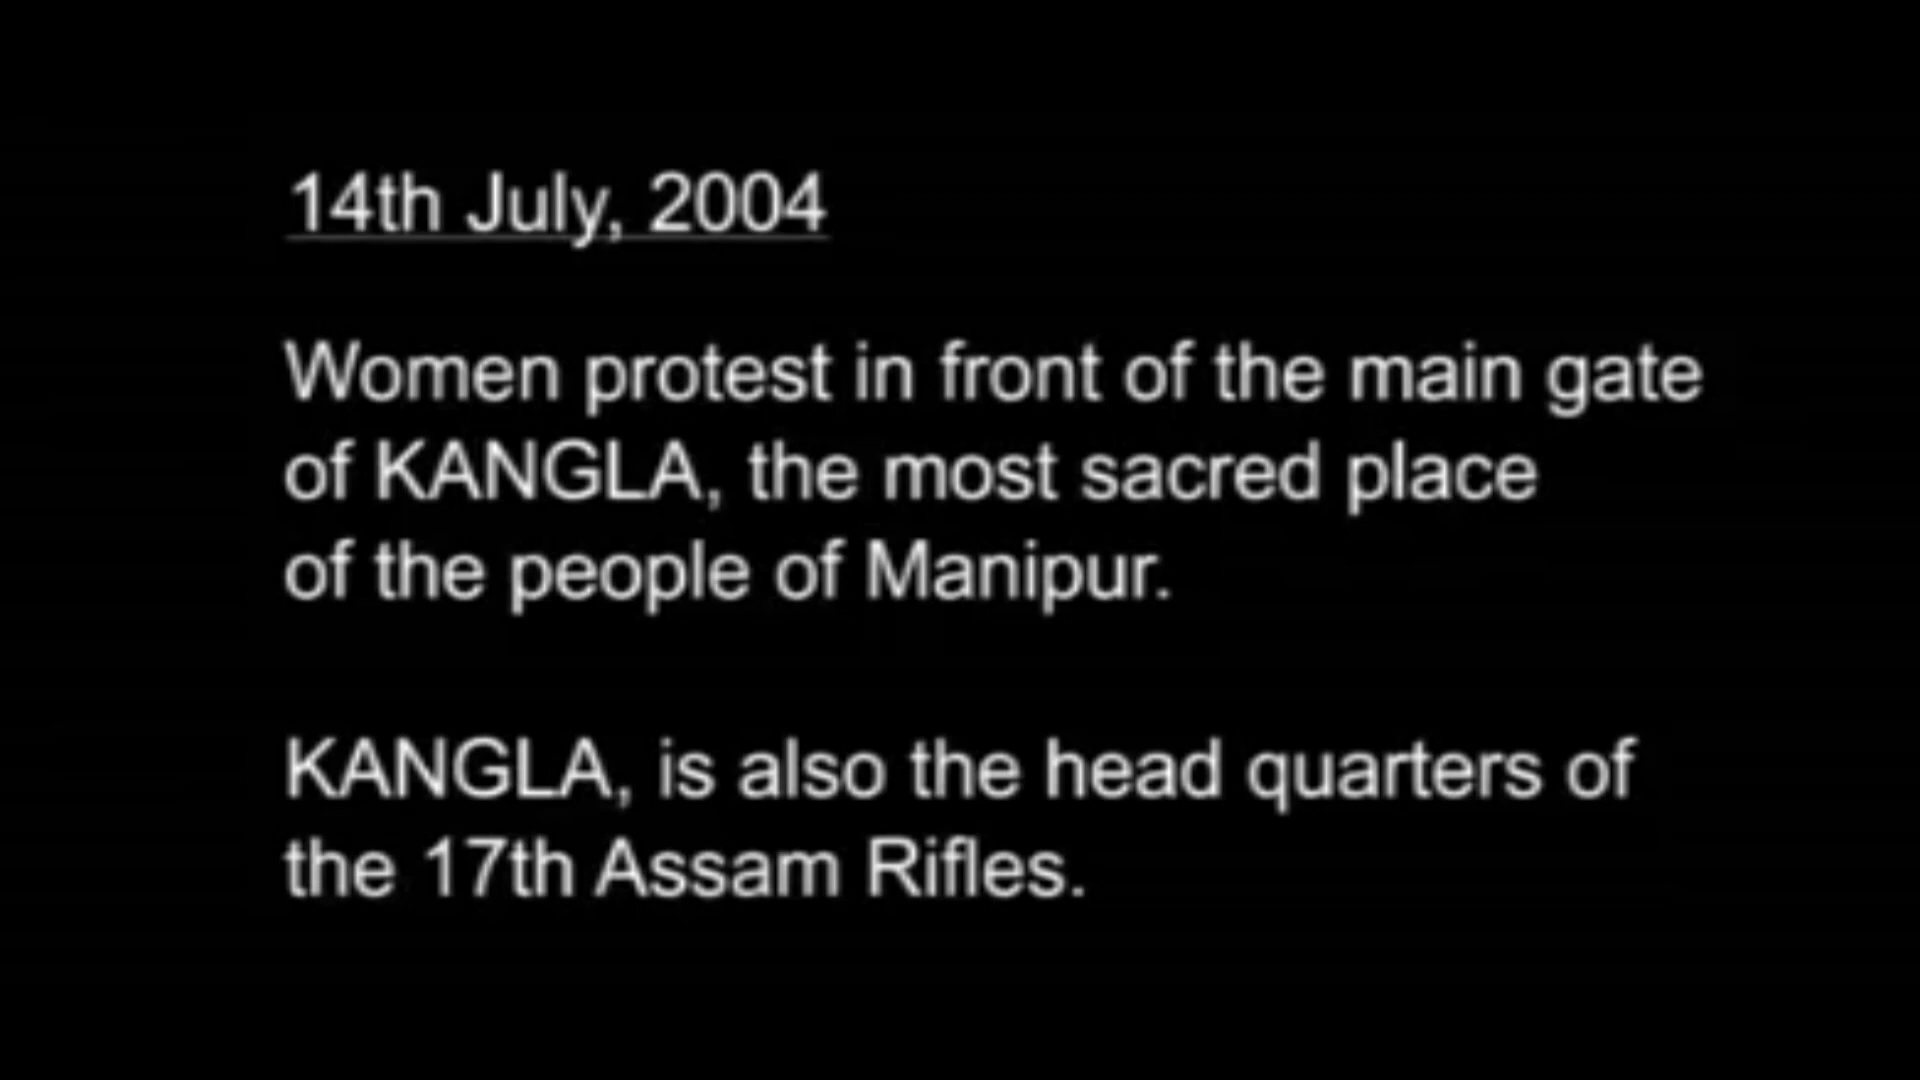 14th July, 2004
Women protest in front of the main gate
of KANGLA, the most sacred place
of the people of Manipur.
KANGLA, is also the head quarters of
the 17th Assam Rifles.